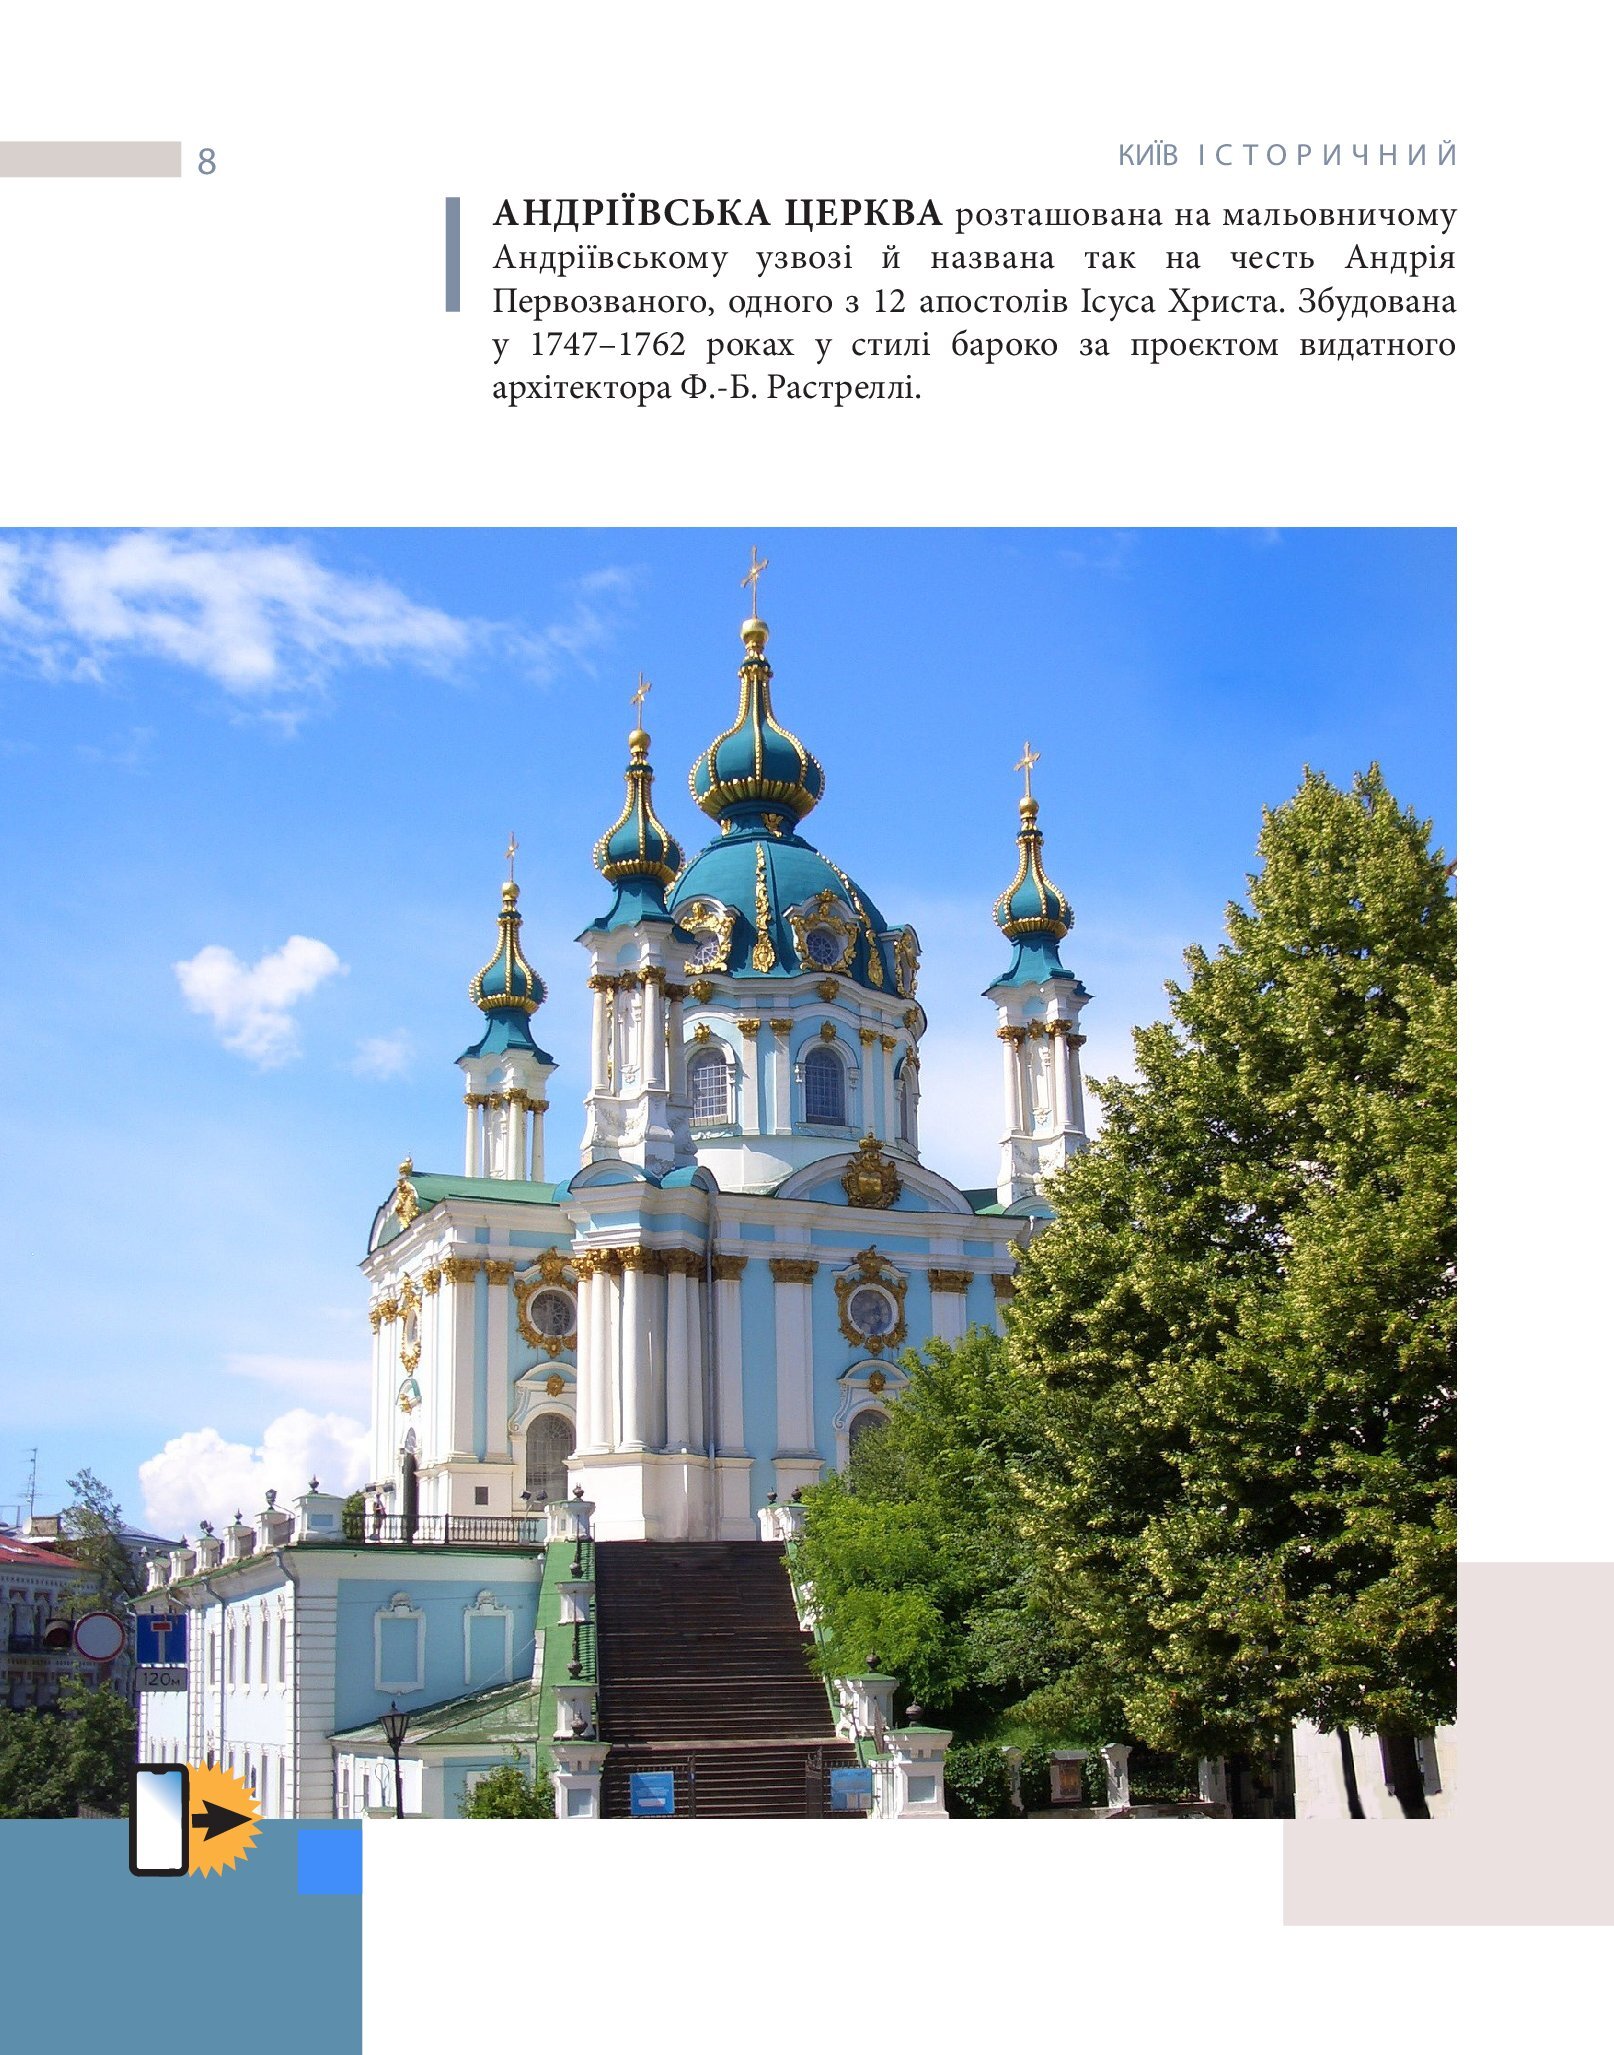 8
КИЇВ ІСТОРИЧНИЙ
АНДРІЇВСЬКА ЦЕРКВА розташована на мальовничому
Андріївському узвозі й названа так на честь Андрія
Первозваного, одного з 12 апостолів Ісуса Христа. Збудована
у 1747–1762 роках у стилі бароко за проєктом видатного
архітектора Ф.-Б. Растреллі.
120м